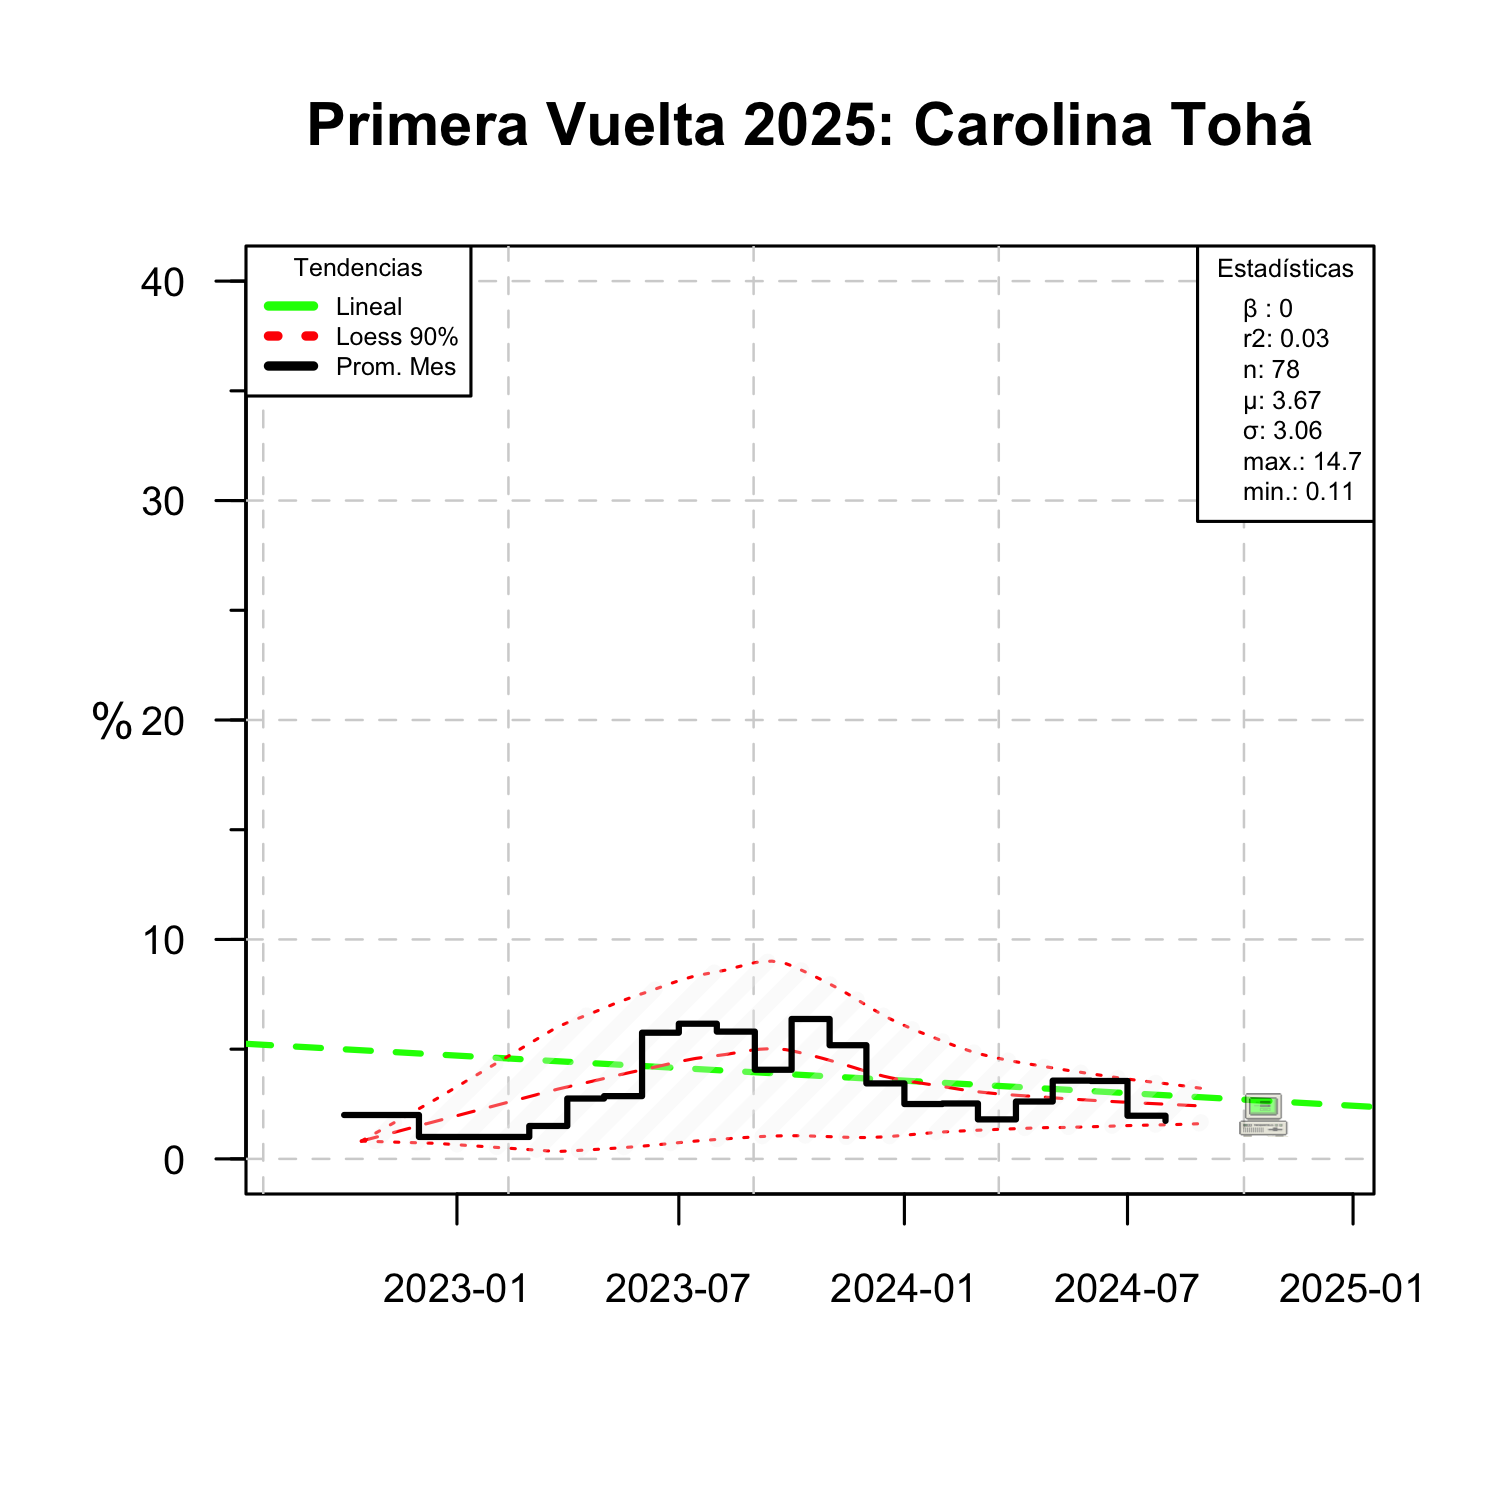 Primera Vuelta 2025: Carolina Tohá
Tendencias
Lineal
Loess 90%
Prom. Mes
Estadísticas
β : 0
r2: 0.03
n: 78
μ: 3.67
σ: 3.06
max.: 14.7
min.: 0.11
40
30
% 20
10
0
2023-01 2023-07 2024-01 2024-07 2025-01